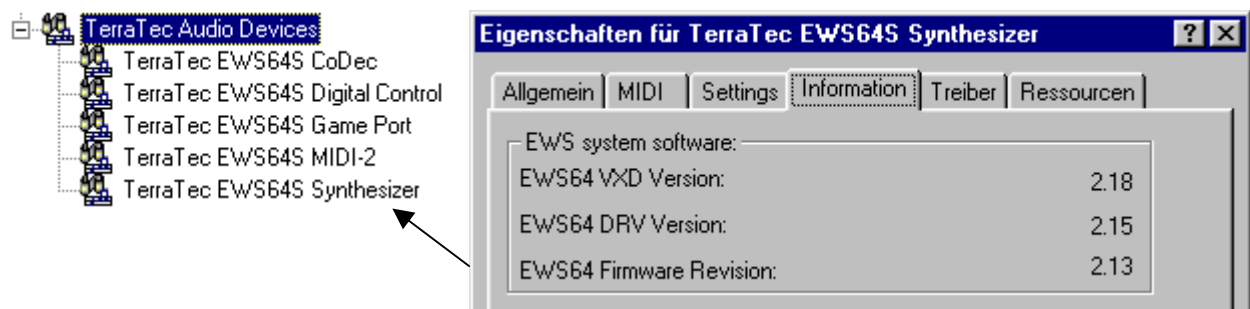 TerraTec Audio Devices
TerraTec EWS64S CoDec
TerraTec EWS64S Digital Control
TerraTec EWS64S Game Port
TerraTec EWS64S MIDI-2
TerraTec EWS64S Synthesizer
Eigenschaften für TerraTec EWS64S Synthesizer
Allgemein MIDI Settings Information Treiber Ressourcen
EWS system software:
EWS64 VXD Version: 2.18
EWS64 DRV Version: 2.15
EWS64 Firmware Revision: 2.13